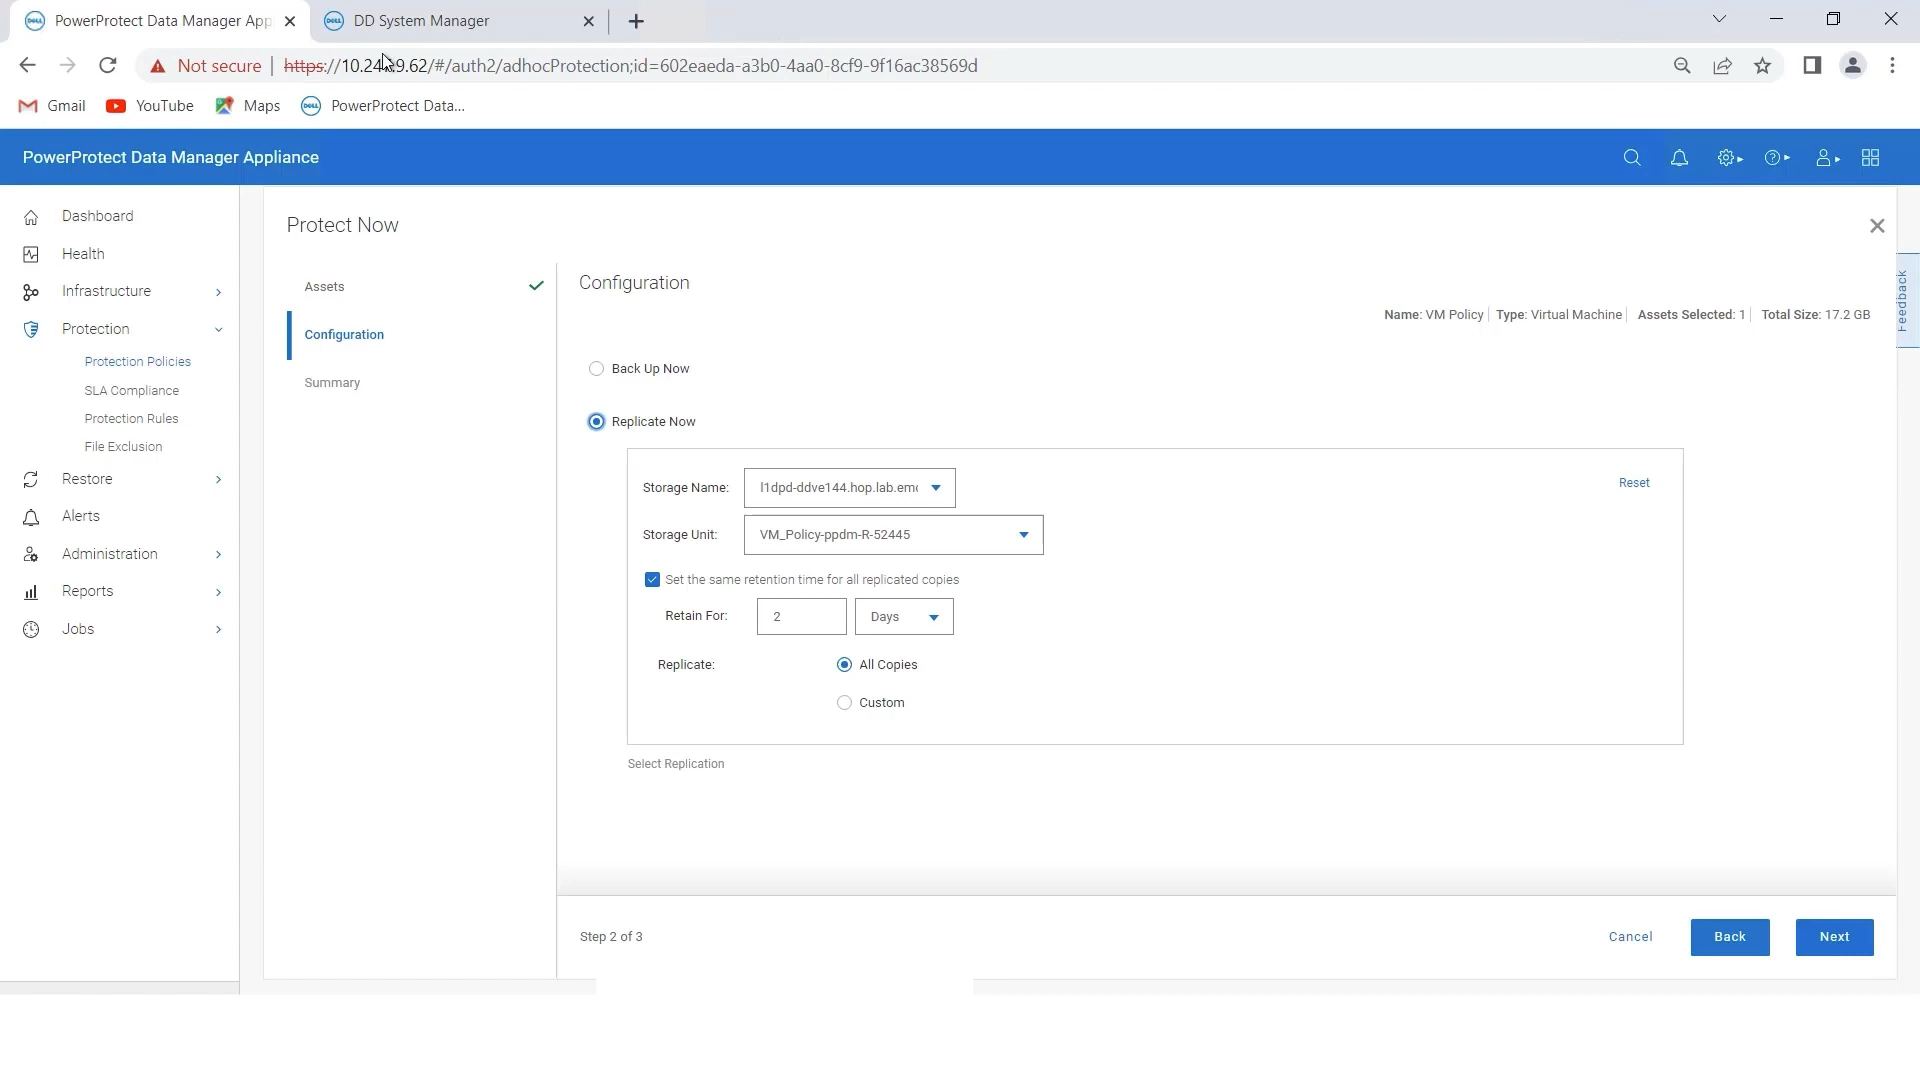 PowerProtect Data Manager App
DD System Manager
Not secure
https://10.24 9.62/#/auth2/adhocProtection;id=602eaeda-a3b0-4aa0-8cf9-9f16ac38569d
Gmail
YouTube
Maps
PowerProtect Data...
PowerProtect Data Manager Appliance
Dashboard
Health
Infrastructure
Protection
Protection Policies
SLA Compliance
Protection Rules
File Exclusion
Restore
Alerts
Administration
Reports
Jobs
Protect Now
Assets
Configuration
Summary
Configuration
Name: VM Policy
Type: Virtual Machine
Assets Selected: 1
Total Size: 17.2 GB
Feedback
Back Up Now
Replicate Now
Storage Name:
l1dpd-ddve144.hop.lab.emc
Reset
Storage Unit:
VM_Policy-ppdm-R-52445
Set the same retention time for all replicated copies
Retain For:
2
Days
Replicate:
All Copies
Custom
Select Replication
Step 2 of 3
Cancel
Back
Next